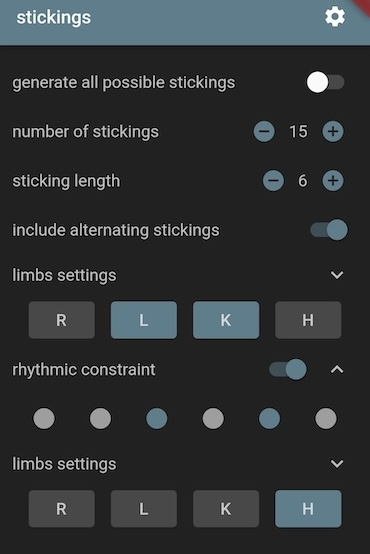 stickings
generate all possible stickings
number of stickings 15
sticking length 6
include alternating stickings
limbs settings
R L K H
rhythmic constraint
limbs settings
R L K H